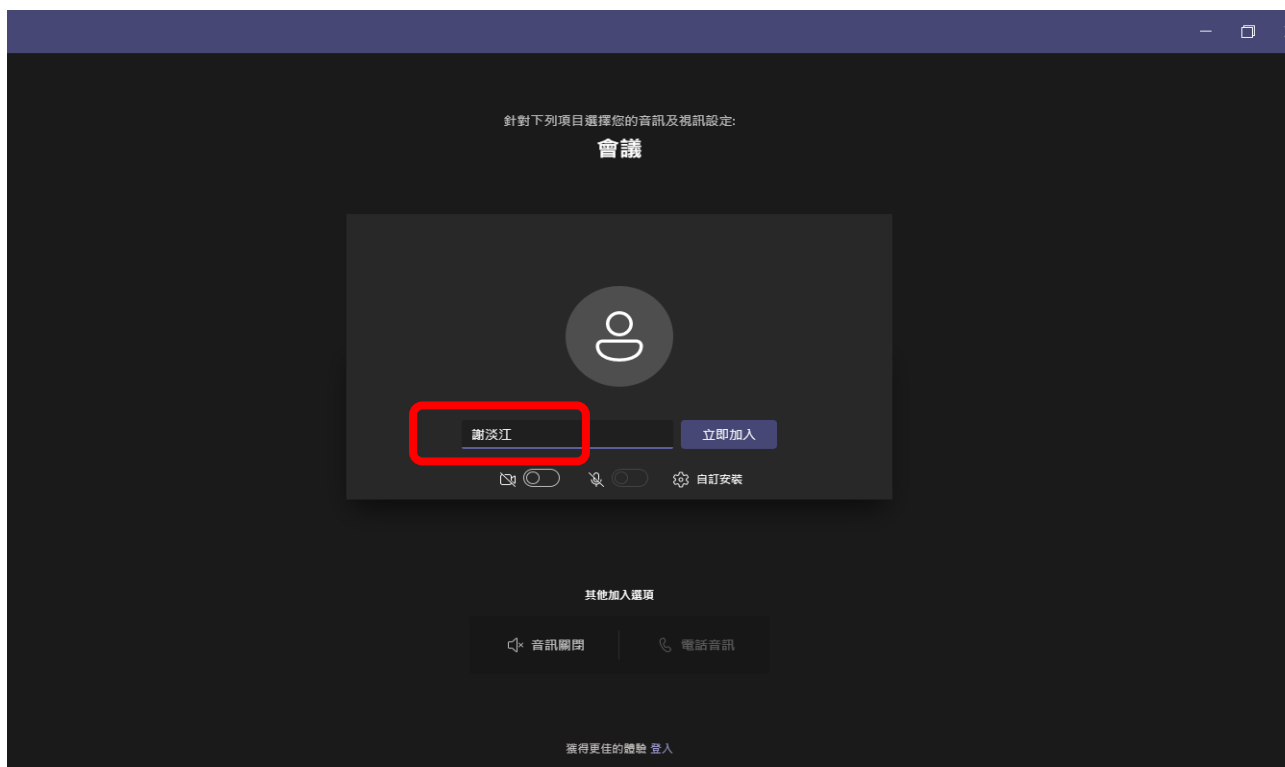 針對下列項目選擇您的音訊及視訊設定:
會議
謝淡江
立即加入
自訂安裝
其他加入選項
音訊關閉
電話音訊
獲得更佳的體驗 登入